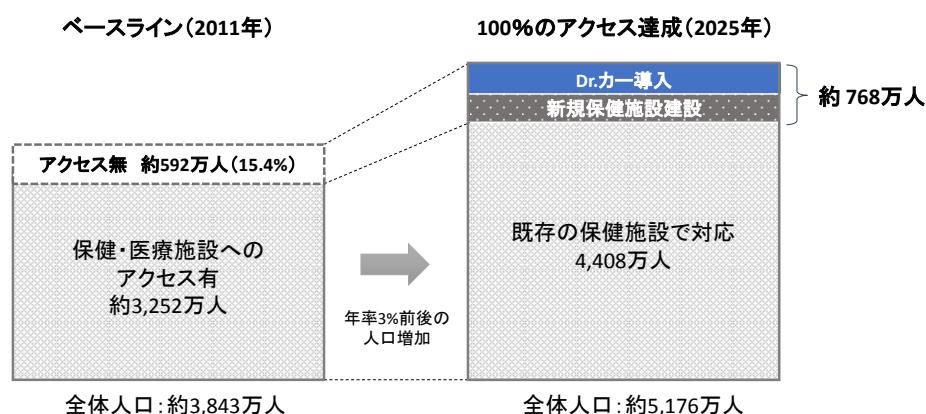 ベースライン（2011年）
100％のアクセス達成（2025年）
Dr.カー導入
新規保健施設建設
約 768万人
アクセス無　約592万人（15.4%）
保健・医療施設への
アクセス有
約3,252万人
既存の保健施設で対応
4,408万人
年率3%前後の
人口増加
全体人口：約3,843万人
全体人口：約5,176万人